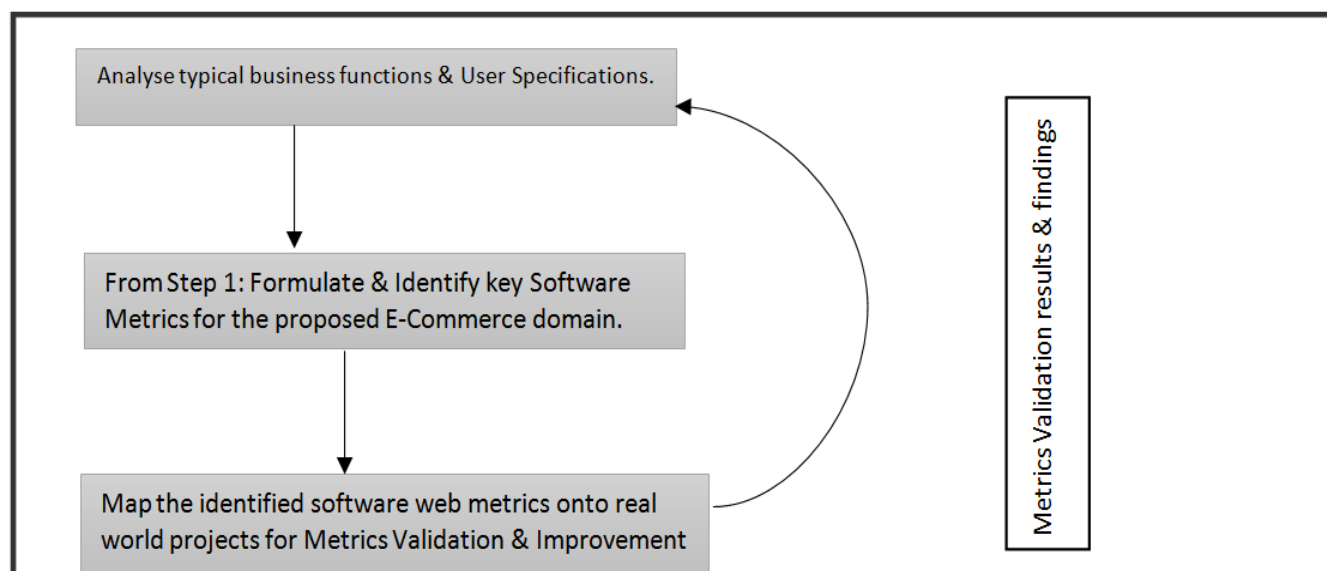 Analyse typical business functions & User Specifications.
From Step 1: Formulate & Identify key Software
Metrics for the proposed E-Commerce domain.
Map the identified software web metrics onto real
world projects for Metrics Validation & Improvement
Metrics Validation results & findings